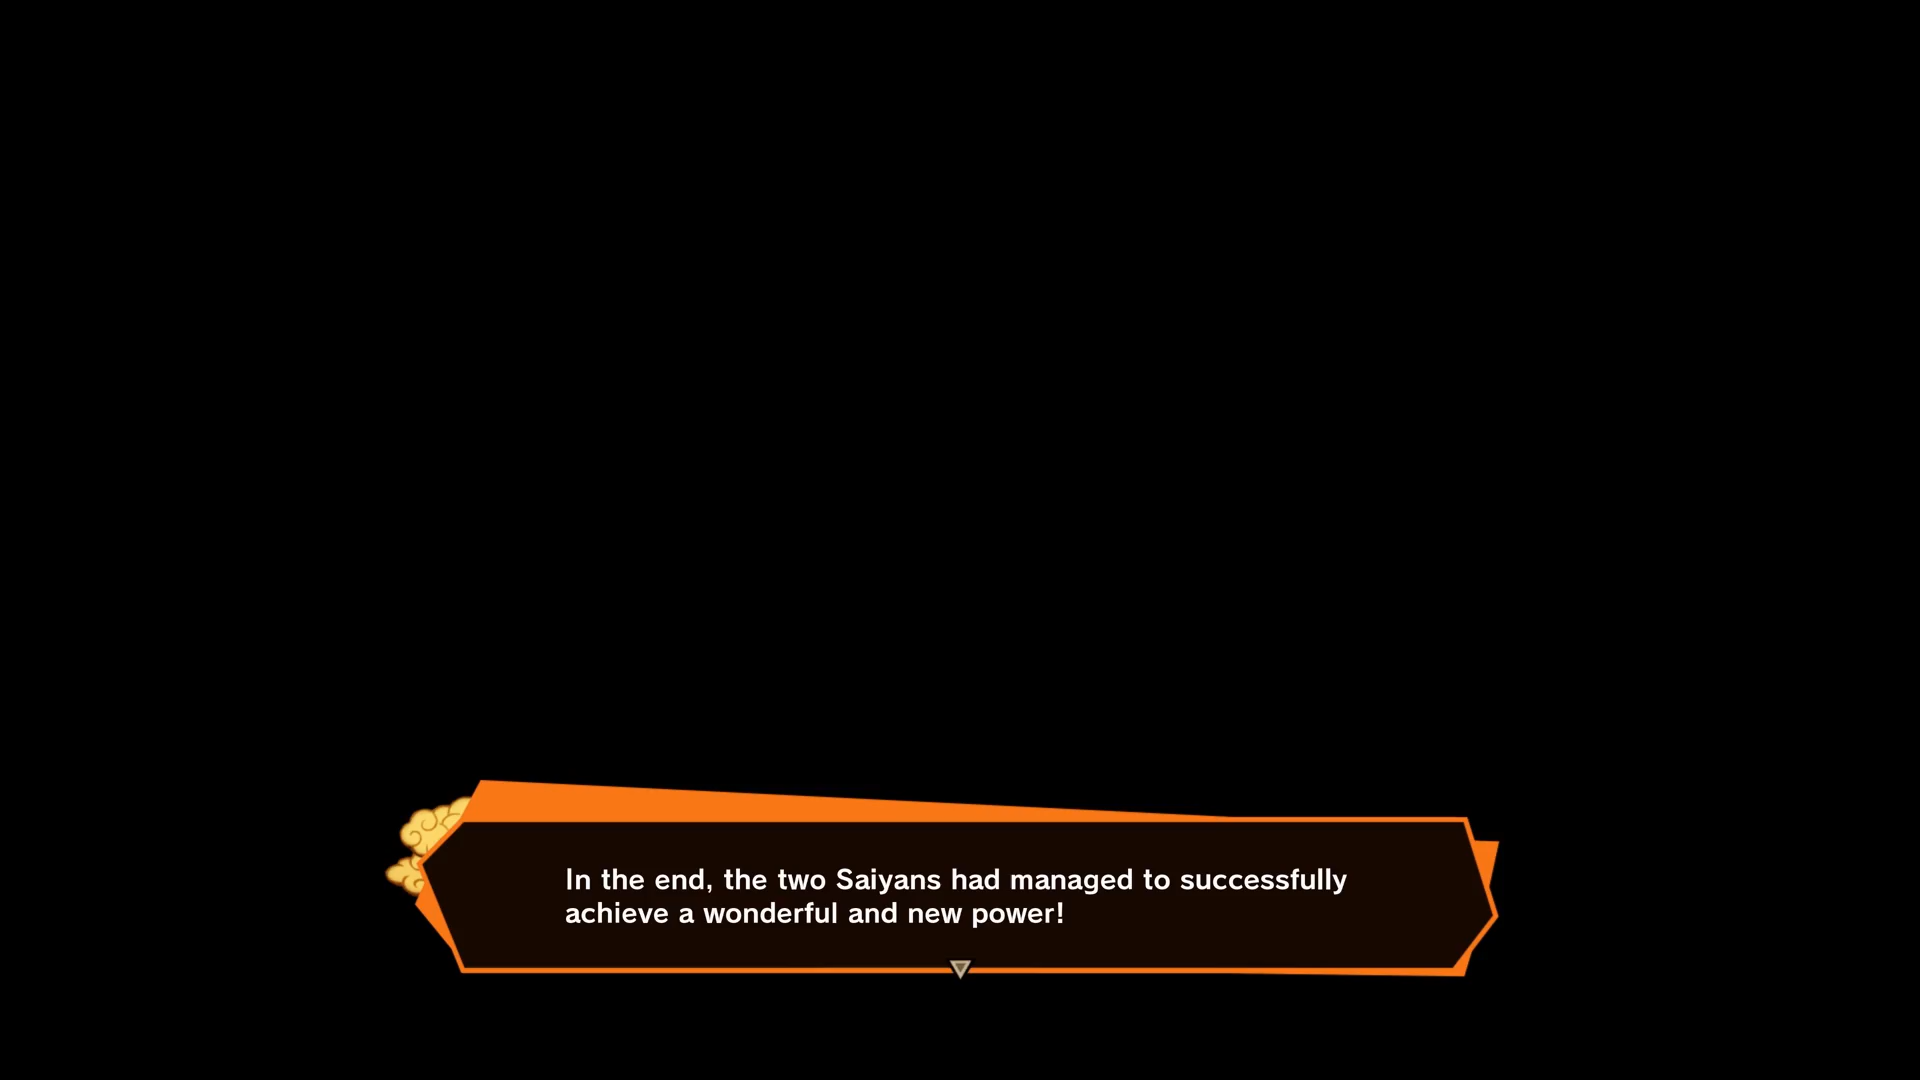 In the end, the two Saiyans had managed to successfully
achieve a wonderful and new power!